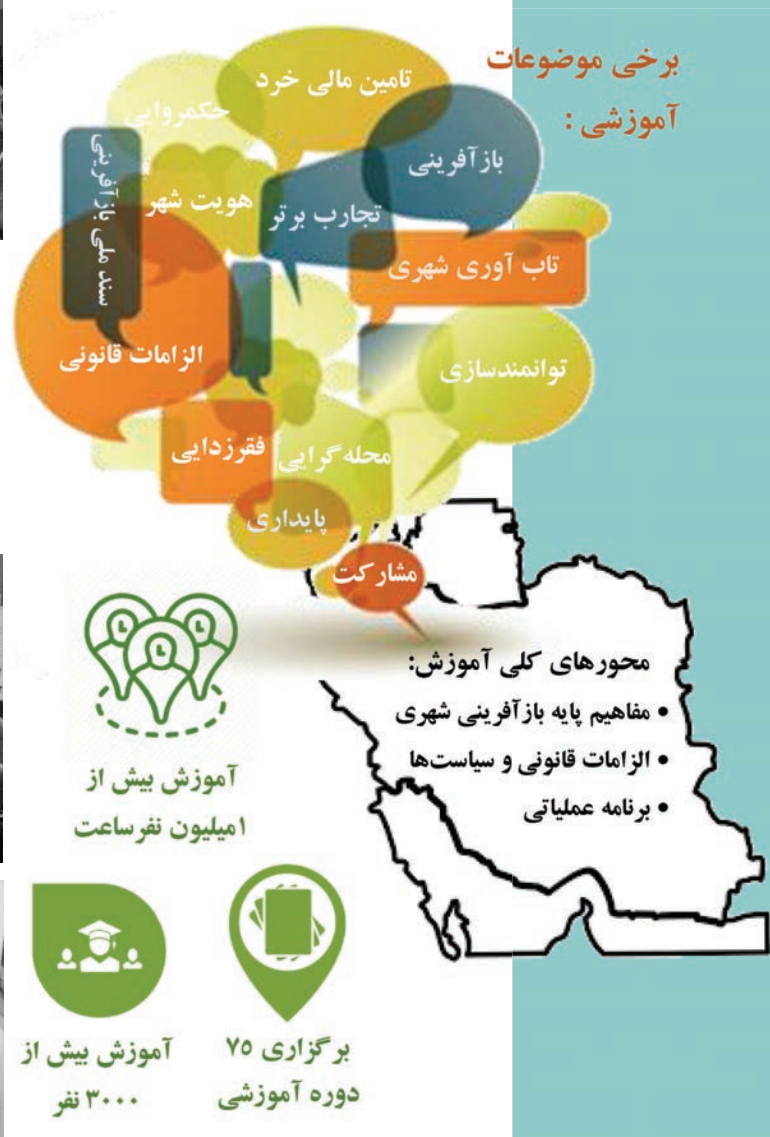 برخی موضوعات
آموزشی :
تامین مالی خرد
حکمروایی
بازآفرینی
سند ملی بازآفرینی
هویت شهر
تجارب برتر
تاب آوری شهری
الزامات قانونی
توانمندسازی
محله‌گرایی
فقرزدایی
پایداری
مشارکت
محورهای کلی آموزش:
• مفاهیم پایه بازآفرینی شهری
• الزامات قانونی و سیاست‌ها
• برنامه عملیاتی
آموزش بیش از
۱میلیون نفرساعت
برگزاری ۷۵
دوره آموزشی
آموزش بیش از
۳۰۰۰ نفر